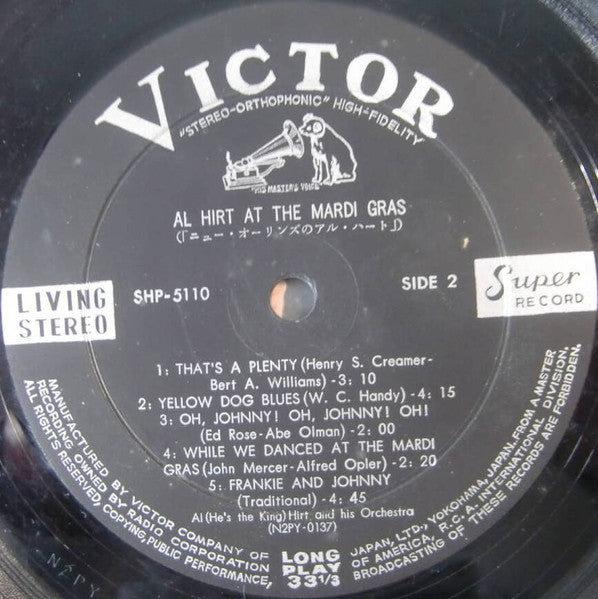 VICTOR
"STEREO-ORTHOPHONIC" HIGH-FIDELITY
"HIS MASTER'S VOICE"
AL HIRT AT THE MARDI GRAS
(「ニュー・オーリンズのアル・ハート」)
LIVING
STEREO
SHP-5110
SIDE 2
Super
RECORD
1: THAT'S A PLENTY (Henry S. Creamer-
Bert A. Williams) -3: 10
2: YELLOW DOG BLUES (W. C. Handy) -4: 15
3: OH, JOHNNY! OH, JOHNNY! OH!
(Ed Rose-Abe Olman) -2: 00
4: WHILE WE DANCED AT THE MARDI
GRAS (John Mercer-Alfred Opler) -2: 20
5: FRANKIE AND JOHNNY
(Traditional) -4: 45
Al (He's the King) Hirt and his Orchestra
(N2PY-0137)
LONG
PLAY
33 1/3
MANUFACTURED BY VICTOR COMPANY OF JAPAN, LTD., YOKOHAMA, JAPAN, FROM A MASTER
RECORDING OWNED BY RADIO CORPORATION OF AMERICA, R.C.A. INTERNATIONAL DIVISION.
ALL RIGHTS RESERVED, COPYING, PUBLIC PERFORMANCE, BROADCASTING OF THESE RECORDS ARE FORBIDDEN.
N2PY